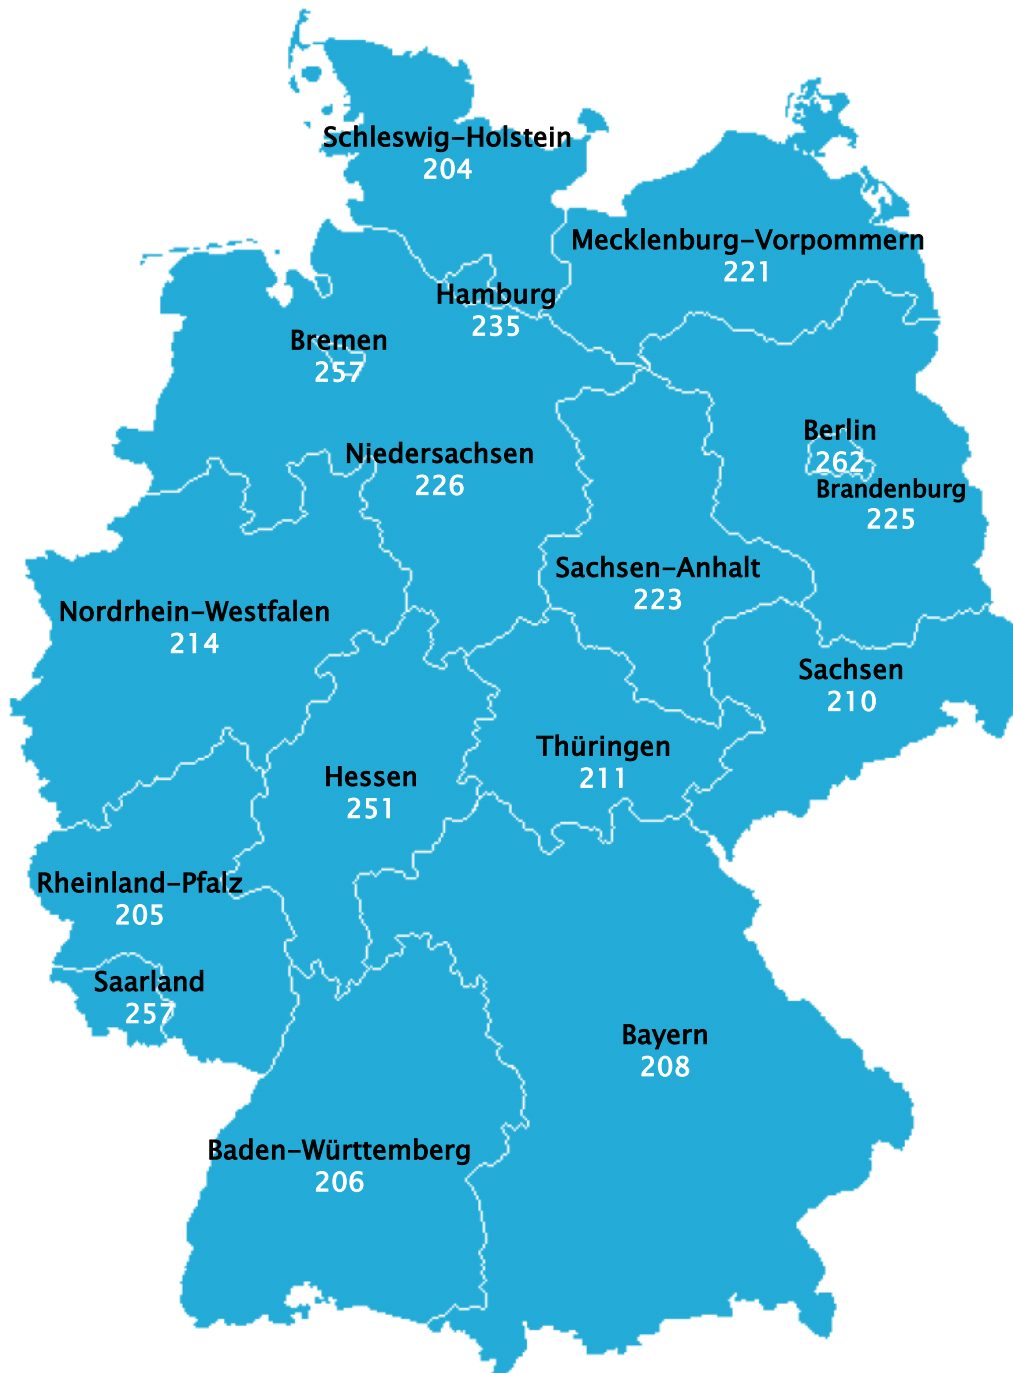 Schleswig-Holstein
204
Mecklenburg-Vorpommern
221
Hamburg
235
Bremen
257
Berlin
262
Niedersachsen
226
Brandenburg
225
Sachsen-Anhalt
223
Nordrhein-Westfalen
214
Sachsen
210
Thüringen
211
Hessen
251
Rheinland-Pfalz
205
Saarland
257
Bayern
208
Baden-Württemberg
206